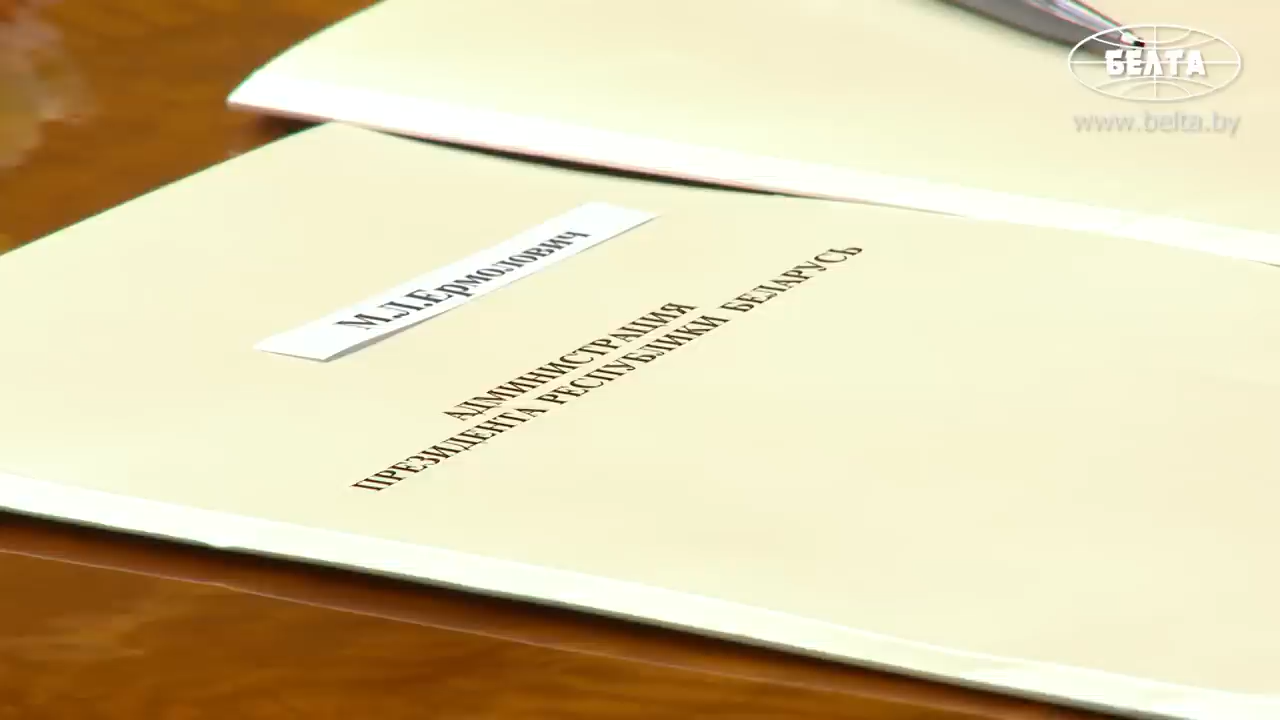 БЕЛТА
www.belta.by
М.Л.Ермолович
АДМИНИСТРАЦИЯ
ПРЕЗИДЕНТА РЕСПУБЛИКИ БЕЛАРУСЬ